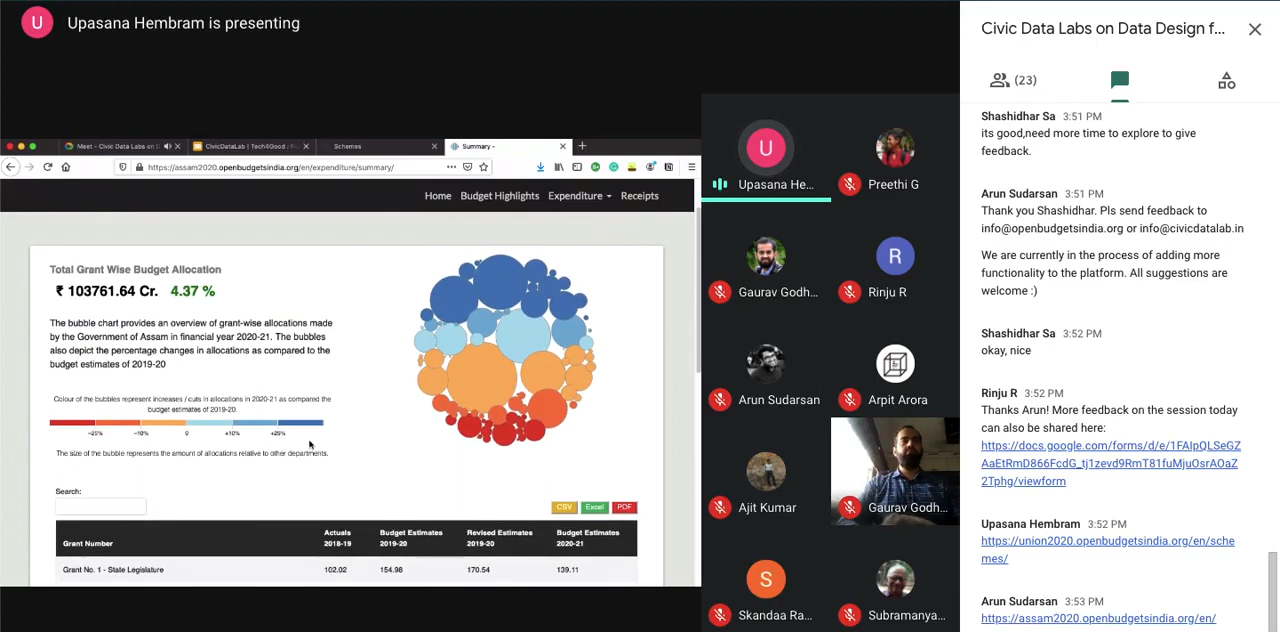 U
Upasana Hembram is presenting
Meet - Civic Data Labs on D
CivicDataLab | Tech4Good : R
Schemes
Summary -
https://assam2020.openbudgetsindia.org/en/expenditure/summary/
Home
Budget Highlights
Expenditure
Receipts
Total Grant Wise Budget Allocation
₹ 103761.64 Cr. 4.37 %
The bubble chart provides an overview of grant-wise allocations made
by the Government of Assam in financial year 2020-21. The bubbles
also depict the percentage changes in allocations as compared to the
budget estimates of 2019-20
Colour of the bubbles represent increases / cuts in allocations in 2020-21 as compared the
budget estimates of 2019-20
-25% -10% 0 +10% +25%
The size of the bubble represents the amount of allocations relative to other departments.
Search:
CSV Excel PDF
Grant Number
Actuals
2018-19
Budget Estimates
2019-20
Revised Estimates
2019-20
Budget Estimates
2020-21
Grant No. 1 - State Legislature 102.02 154.98 170.54 139.11
U
Upasana He...
Preethi G
Gaurav Godh...
R
Rinju R
Arun Sudarsan
Arpit Arora
Ajit Kumar
Gaurav Godh...
S
Skandaa Ra...
Subramanya...
Civic Data Labs on Data Design f...
(23)
Shashidhar Sa 3:51 PM
its good,need more time to explore to give
feedback.
Arun Sudarsan 3:51 PM
Thank you Shashidhar. Pls send feedback to
info@openbudgetsindia.org or info@civicdatalab.in
We are currently in the process of adding more
functionality to the platform. All suggestions are
welcome :)
Shashidhar Sa 3:52 PM
okay, nice
Rinju R 3:52 PM
Thanks Arun! More feedback on the session today
can also be shared here:
https://docs.google.com/forms/d/e/1FAIpQLSeGZ
AaEtRmD866FcdG_tj1zevd9RmT81fuMjuOsrAOaZ
2Tphg/viewform
Upasana Hembram 3:52 PM
https://union2020.openbudgetsindia.org/en/sche
mes/
Arun Sudarsan 3:53 PM
https://assam2020.openbudgetsindia.org/en/